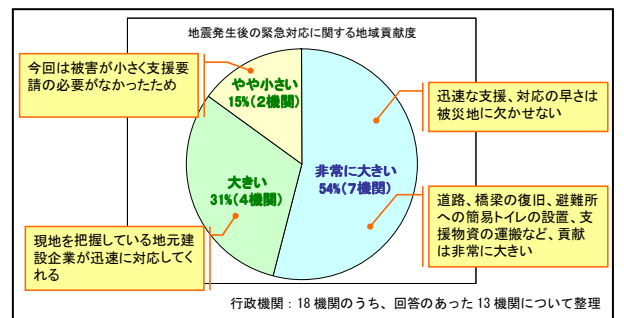 地震発生後の緊急対応に関する地域貢献度
今回は被害が小さく支援要
請の必要がなかったため
やや小さい
15%(2機関)
迅速な支援、対応の早さは
被災地に欠かせない
非常に大きい
54%(7機関)
大きい
31%(4機関)
道路、橋梁の復旧、避難所
への簡易トイレの設置、支
援物資の運搬など、貢献
は非常に大きい
現地を把握している地元建
設企業が迅速に対応してく
れる
行政機関：18機関のうち、回答のあった13機関について整理